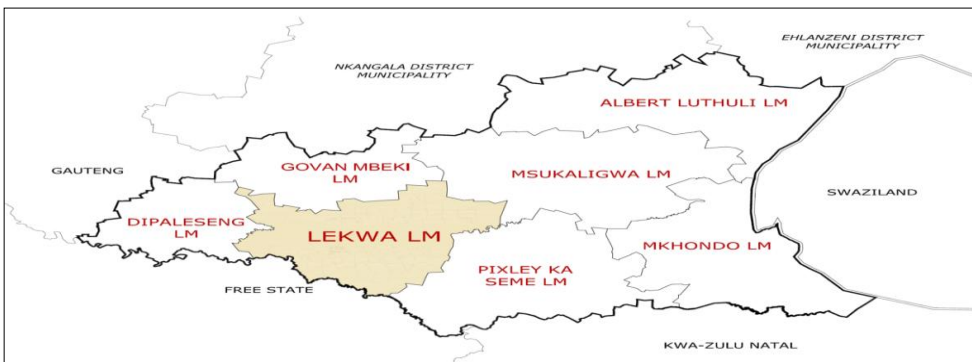 EHLANZENI DISTRICT
MUNICIPALITY
NKANGALA DISTRICT
MUNICIPALITY
ALBERT LUTHULI LM
GAUTENG
GOVAN MBEKI
LM
MSUKALIGWA LM
SWAZILAND
DIPALESENG
LM
LEKWA LM
MKHONDO LM
PIXLEY KA
SEME LM
FREE STATE
KWA-ZULU NATAL